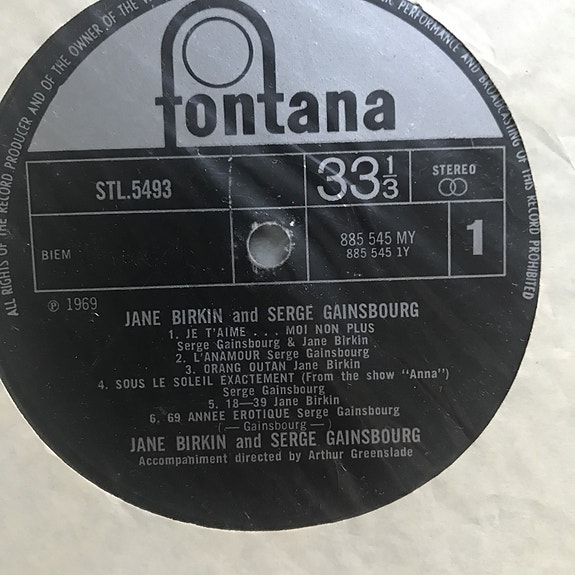 ALL RIGHTS OF THE RECORD PRODUCER AND OF THE OWNER OF THE W
PERFORMANCE AND BROADCASTING OF THIS RECORD PROHIBITED
fontana
STL.5493
33 1/3
STEREO
BIEM
885 545 MY
885 545 1Y
1
Ⓟ 1969
JANE BIRKIN and SERGE GAINSBOURG
1. JE T'AIME . . . MOI NON PLUS
Serge Gainsbourg & Jane Birkin
2. L'ANAMOUR Serge Gainsbourg
3. ORANG OUTAN Jane Birkin
4. SOUS LE SOLEIL EXACTEMENT (From the show "Anna")
Serge Gainsbourg
5. 18—39 Jane Birkin
6. '69 ANNEE EROTIQUE Serge Gainsbourg
( — Gainsbourg — )
JANE BIRKIN and SERGE GAINSBOURG
Accompaniment directed by Arthur Greenslade